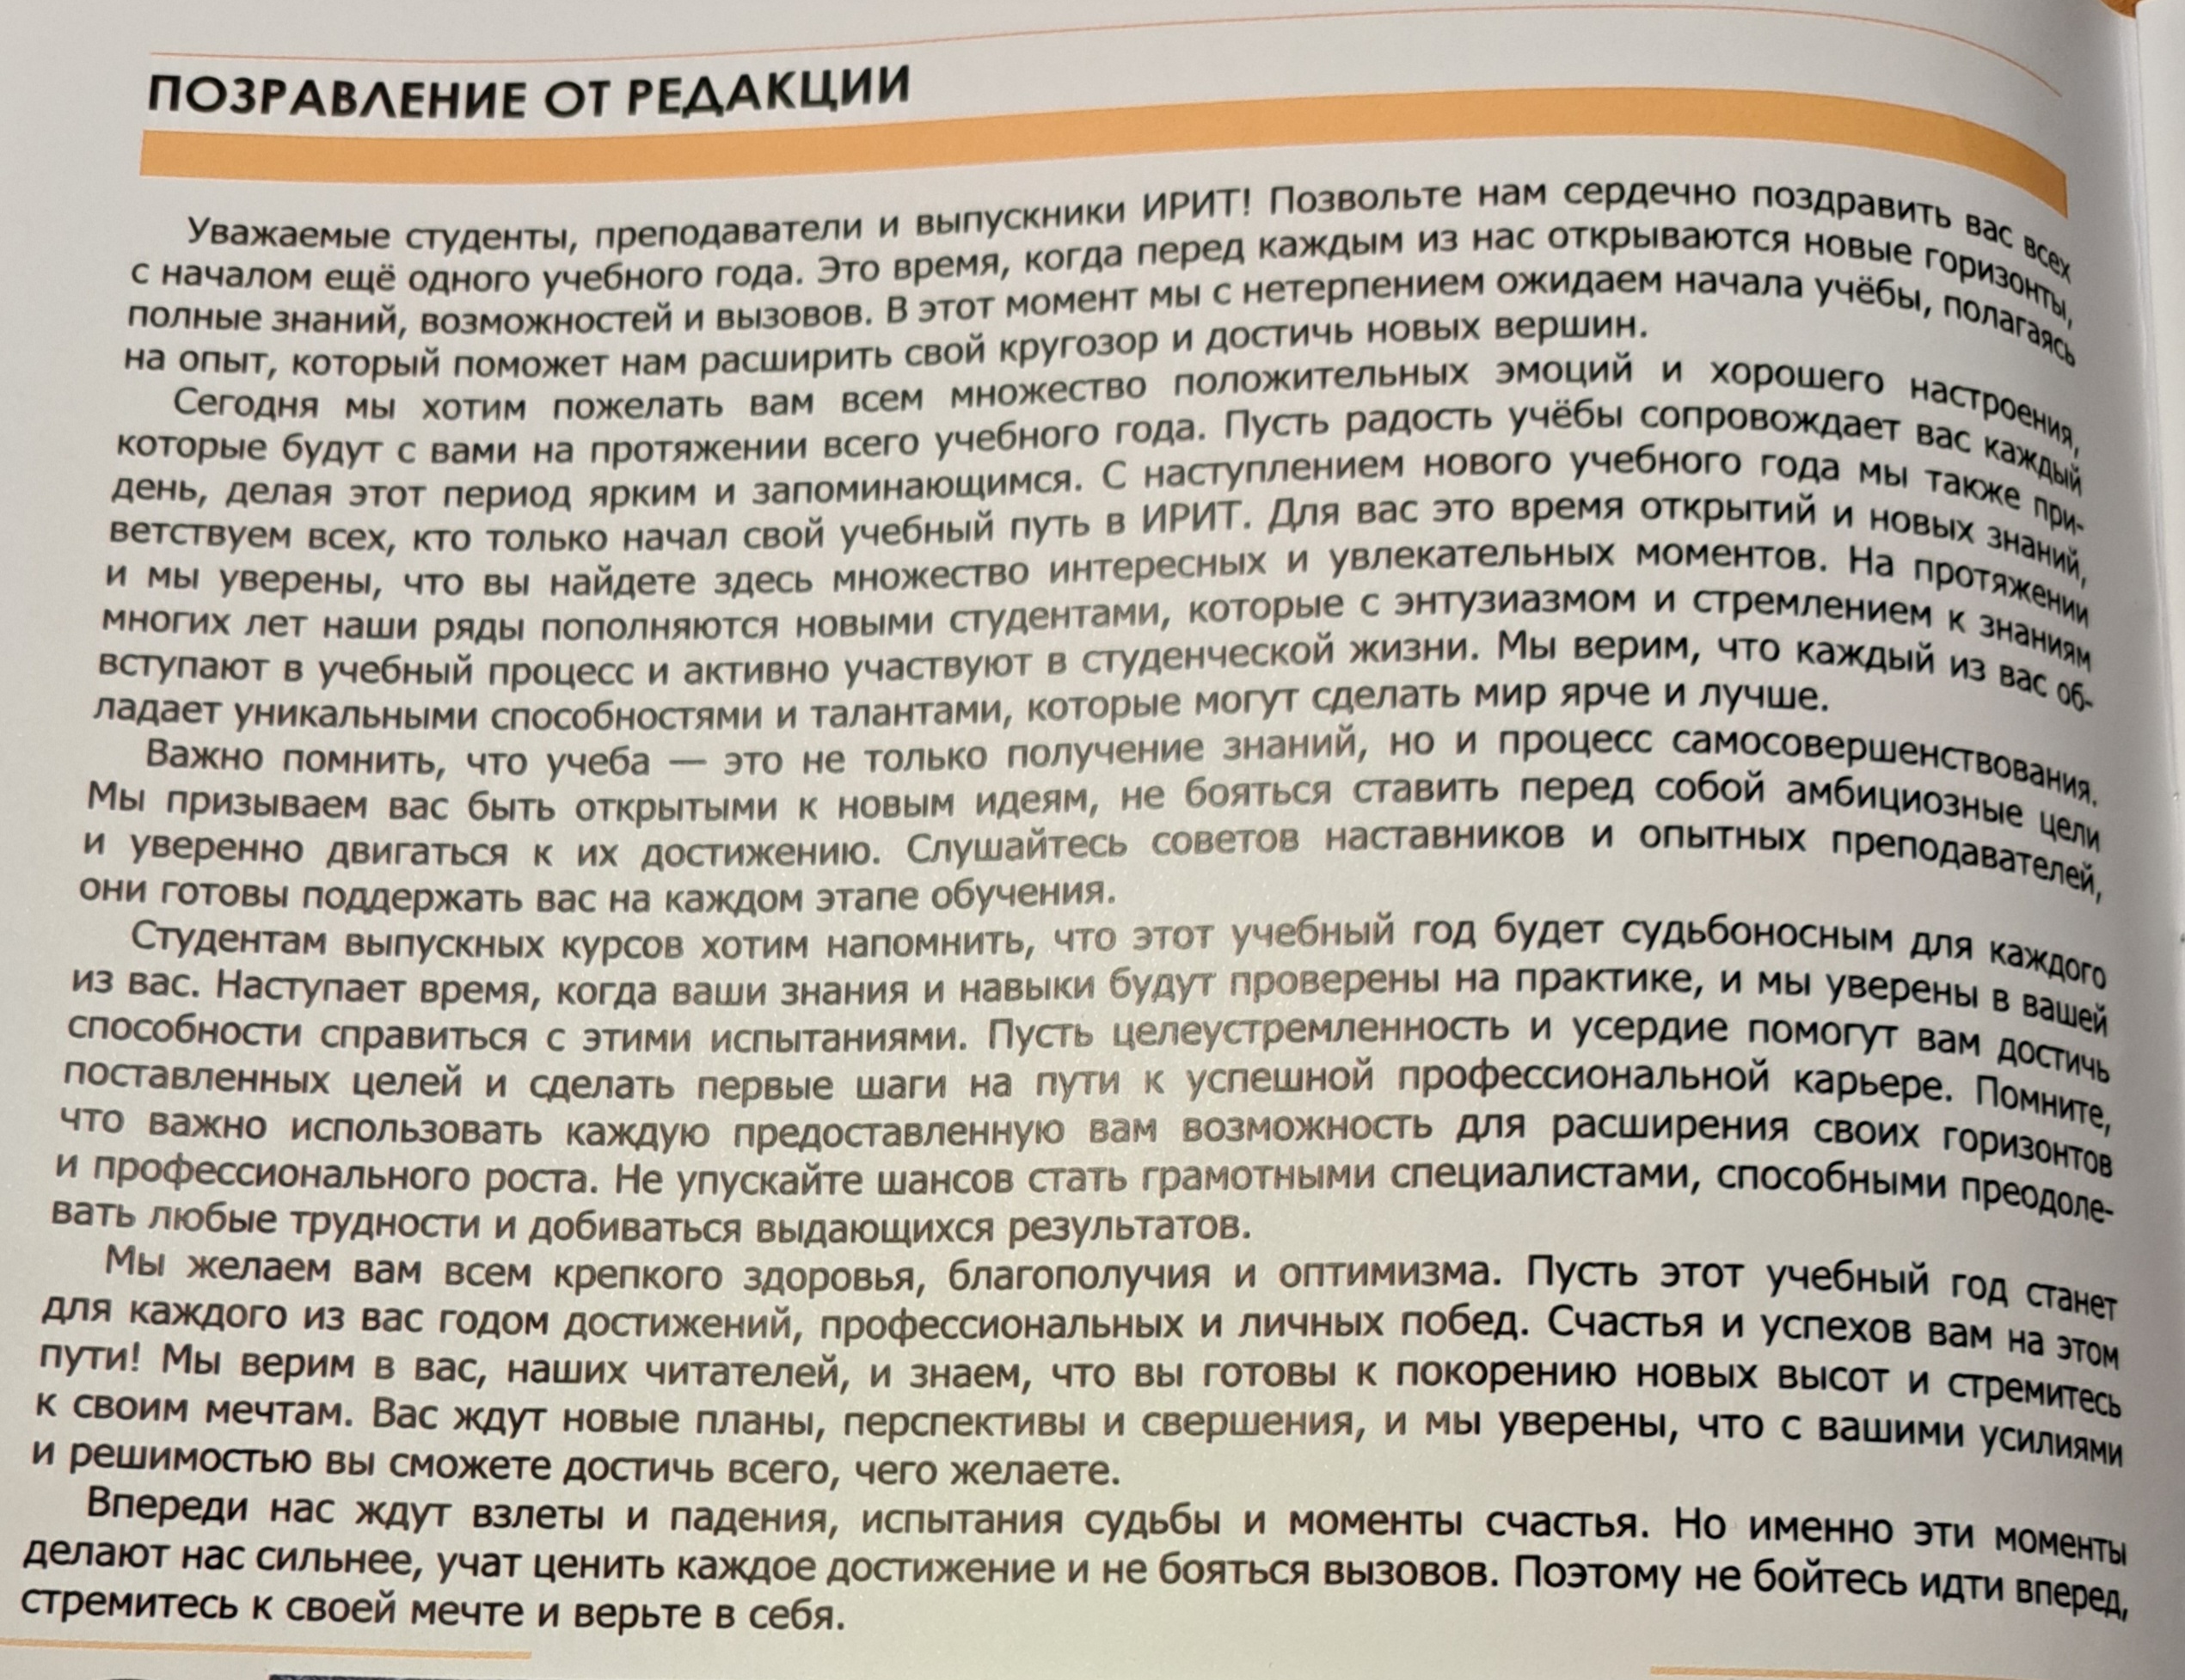 ПОЗРАВЛЕНИЕ ОТ РЕДАКЦИИ
Уважаемые студенты, преподаватели и выпускники ИРИТ! Позвольте нам сердечно поздравить вас всех
с началом ещё одного учебного года. Это время, когда перед каждым из нас открываются новые горизонты,
полные знаний, возможностей и вызовов. В этот момент мы с нетерпением ожидаем начала учёбы, полагаясь
на опыт, который поможет нам расширить свой кругозор и достичь новых вершин.
Сегодня мы хотим пожелать вам всем множество положительных эмоций и хорошего настроения,
которые будут с вами на протяжении всего учебного года. Пусть радость учёбы сопровождает вас каждый
день, делая этот период ярким и запоминающимся. С наступлением нового учебного года мы также при-
ветствуем всех, кто только начал свой учебный путь в ИРИТ. Для вас это время открытий и новых знаний,
и мы уверены, что вы найдете здесь множество интересных и увлекательных моментов. На протяжении
многих лет наши ряды пополняются новыми студентами, которые с энтузиазмом и стремлением к знаниям
вступают в учебный процесс и активно участвуют в студенческой жизни. Мы верим, что каждый из вас об-
ладает уникальными способностями и талантами, которые могут сделать мир ярче и лучше.
Важно помнить, что учеба — это не только получение знаний, но и процесс самосовершенствования.
Мы призываем вас быть открытыми к новым идеям, не бояться ставить перед собой амбициозные цели
и уверенно двигаться к их достижению. Слушайтесь советов наставников и опытных преподавателей,
они готовы поддержать вас на каждом этапе обучения.
Студентам выпускных курсов хотим напомнить, что этот учебный год будет судьбоносным для каждого
из вас. Наступает время, когда ваши знания и навыки будут проверены на практике, и мы уверены в вашей
способности справиться с этими испытаниями. Пусть целеустремленность и усердие помогут вам достичь
поставленных целей и сделать первые шаги на пути к успешной профессиональной карьере. Помните,
что важно использовать каждую предоставленную вам возможность для расширения своих горизонтов
и профессионального роста. Не упускайте шансов стать грамотными специалистами, способными преодоле-
вать любые трудности и добиваться выдающихся результатов.
Мы желаем вам всем крепкого здоровья, благополучия и оптимизма. Пусть этот учебный год станет
для каждого из вас годом достижений, профессиональных и личных побед. Счастья и успехов вам на этом
пути! Мы верим в вас, наших читателей, и знаем, что вы готовы к покорению новых высот и стремитесь
к своим мечтам. Вас ждут новые планы, перспективы и свершения, и мы уверены, что с вашими усилиями
и решимостью вы сможете достичь всего, чего желаете.
Впереди нас ждут взлеты и падения, испытания судьбы и моменты счастья. Но именно эти моменты
делают нас сильнее, учат ценить каждое достижение и не бояться вызовов. Поэтому не бойтесь идти вперед,
стремитесь к своей мечте и верьте в себя.